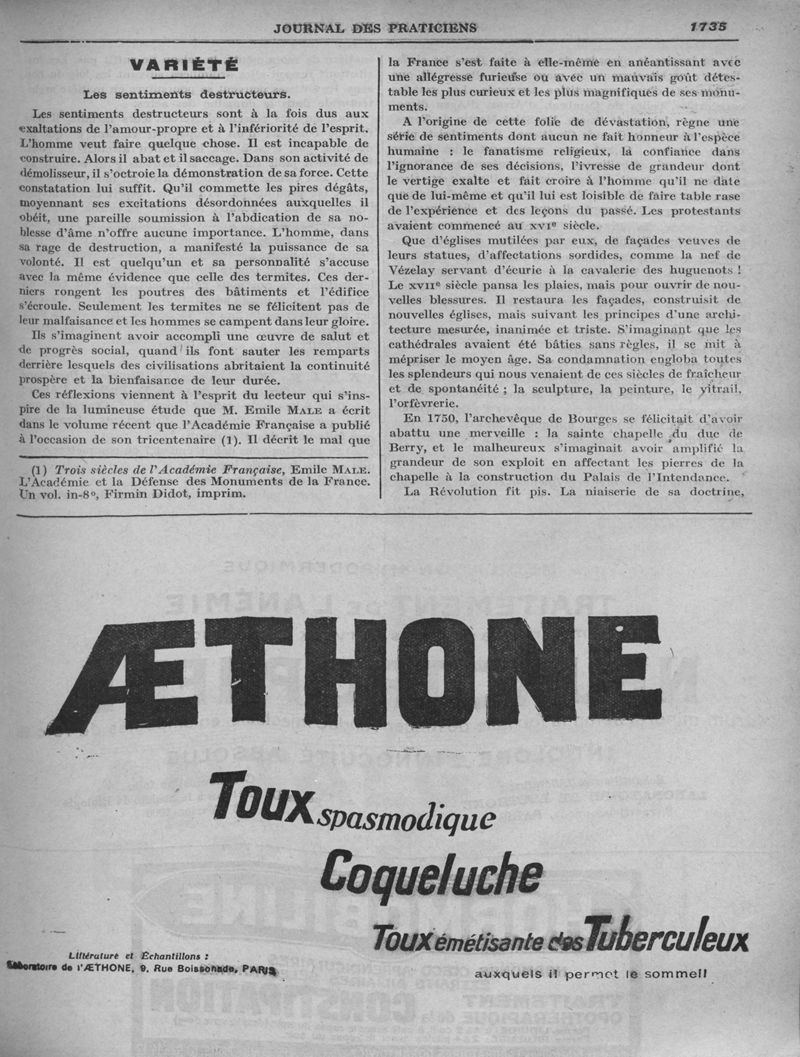 JOURNAL DES PRATICIENS 1735
VARIÉTÉ
Les sentiments destructeurs.
Les sentiments destructeurs sont à la fois dus aux
exaltations de l'amour-propre et à l'infériorité de l'esprit.
L'homme veut faire quelque chose. Il est incapable de
construire. Alors il abat et il saccage. Dans son activité de
démolisseur, il s'octroie la démonstration de sa force. Cette
constatation lui suffit. Qu'il commette les pires dégâts,
moyennant ses excitations désordonnées auxquelles il
obéit, une pareille soumission à l'abdication de sa no-
blesse d'âme n'offre aucune importance. L'homme, dans
sa rage de destruction, a manifesté la puissance de sa
volonté. Il est quelqu'un et sa personnalité s'accuse
avec la même évidence que celle des termites. Ces der-
niers rongent les poutres des bâtiments et l'édifice
s'écroule. Seulement les termites ne se félicitent pas de
leur malfaisance et les hommes se campent dans leur gloire.
Ils s'imaginent avoir accompli une œuvre de salut et
de progrès social, quand ils font sauter les remparts
derrière lesquels des civilisations abritaient la continuité
prospère et la bienfaisance de leur durée.
Ces réflexions viennent à l'esprit du lecteur qui s'ins-
pire de la lumineuse étude que M. Emile MALE a écrit
dans le volume récent que l'Académie Française a publié
à l'occasion de son tricentenaire (1). Il décrit le mal que
(1) Trois siècles de l'Académie Française, Emile MALE.
L'Académie et la Défense des Monuments de la France.
Un vol. in-8°, Firmin Didot, imprim.
la France s'est faite à elle-même en anéantissant avec
une allégresse furieuse ou avec un mauvais goût détes-
table les plus curieux et les plus magnifiques de ses monu-
ments.
A l'origine de cette folie de dévastation, règne une
série de sentiments dont aucun ne fait honneur à l'espèce
humaine : le fanatisme religieux, la confiance dans
l'ignorance de ses décisions, l'ivresse de grandeur dont
le vertige exalte et fait croire à l'homme qu'il ne date
que de lui-même et qu'il lui est loisible de faire table rase
de l'expérience et des leçons du passé. Les protestants
avaient commencé au XVIe siècle.
Que d'églises mutilées par eux, de façades veuves de
leurs statues, d'affectations sordides, comme la nef de
Vézelay servant d'écurie à la cavalerie des huguenots !
Le XVIIe siècle pansa les plaies, mais pour ouvrir de nou-
velles blessures. Il restaura les façades, construisit de
nouvelles églises, mais suivant les principes d'une archi-
tecture mesurée, inanimée et triste. S'imaginant que les
cathédrales avaient été bâties sans règles, il se mit à
mépriser le moyen âge. Sa condamnation engloba toutes
les splendeurs qui nous venaient de ces siècles de fraîcheur
et de spontanéité ; la sculpture, la peinture, le vitrail,
l'orfèvrerie.
En 1750, l'archevêque de Bourges se félicitait d'avoir
abattu une merveille : la sainte chapelle du duc de
Berry, et le malheureux s'imaginait avoir amplifié la
grandeur de son exploit en affectant les pierres de la
chapelle à la construction du Palais de l'Intendance.
La Révolution fit pis. La niaiserie de sa doctrine,
ÆTHONE
Toux spasmodique
Coqueluche
Toux émétisante des Tuberculeux
auxquels il permet le sommeil
Littérature et Échantillons :
Laboratoire de l'ÆTHONE, 9, Rue Boissonade, PARIS